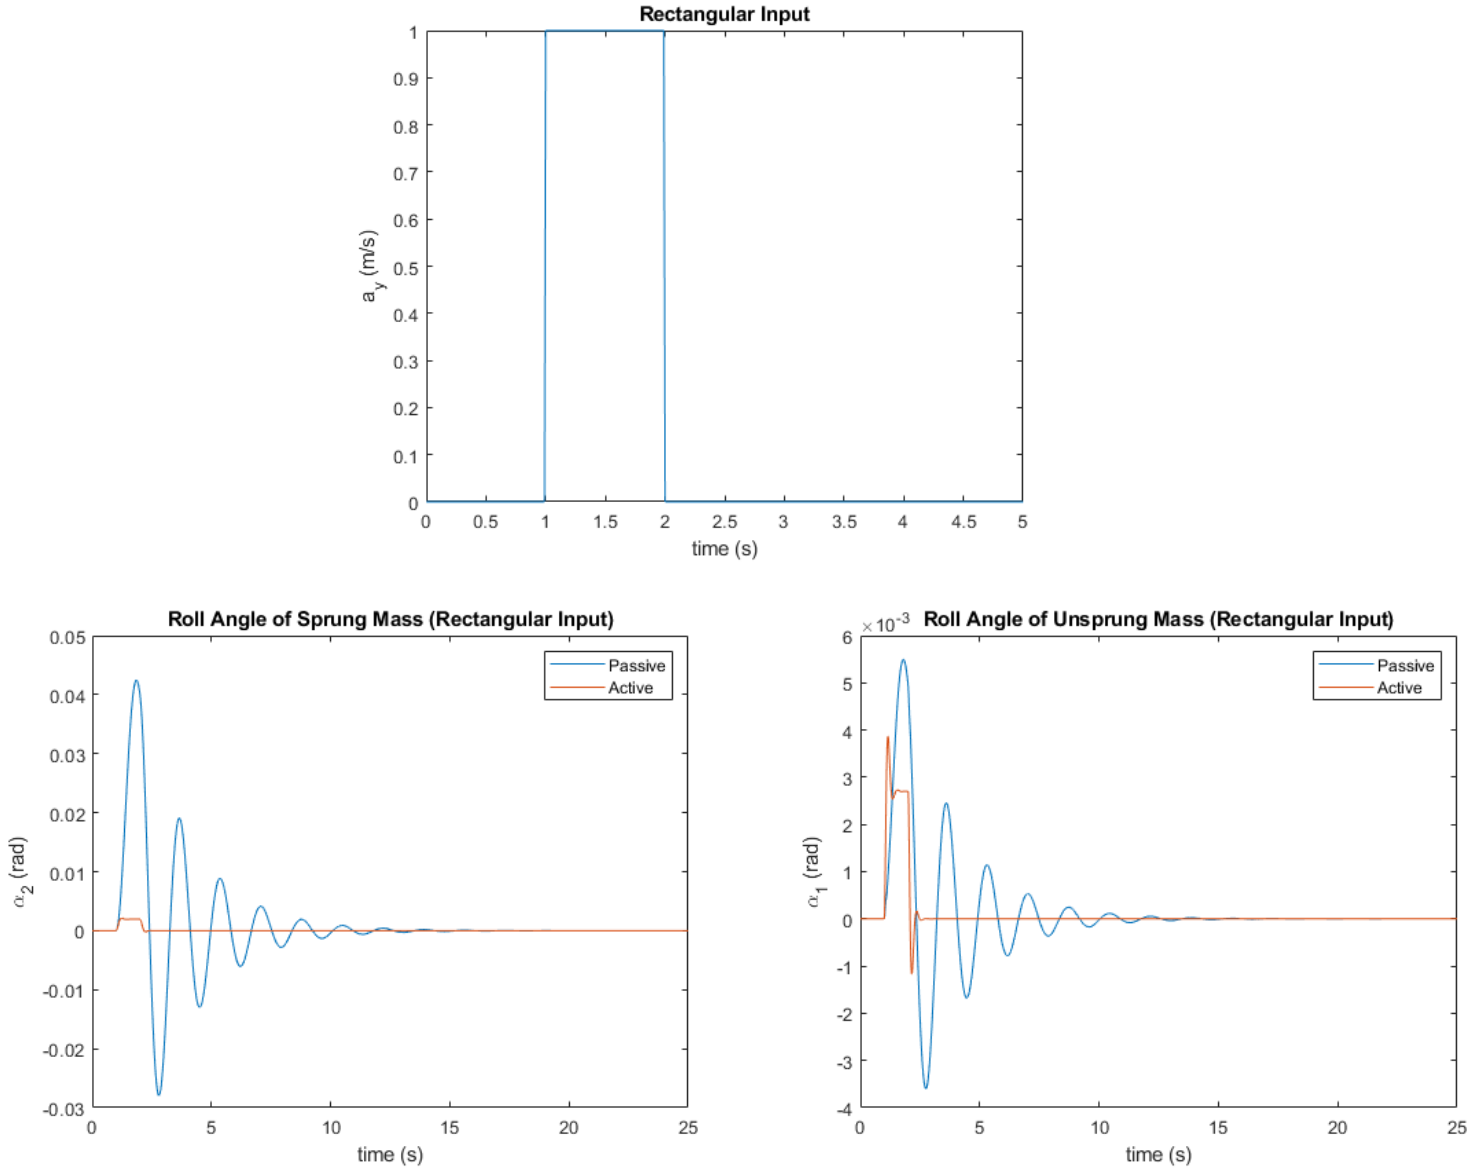 Rectangular Input
1
0.9
0.8
0.7
0.6
0.5
0.4
0.3
0.2
0.1
0
a_y (m/s)
0 0.5 1 1.5 2 2.5 3 3.5 4 4.5 5
time (s)
Roll Angle of Sprung Mass (Rectangular Input)
0.05
0.04
0.03
0.02
0.01
0
-0.01
-0.02
-0.03
α_2 (rad)
Passive
Active
0 5 10 15 20 25
time (s)
×10^-3
Roll Angle of Unsprung Mass (Rectangular Input)
6
5
4
3
2
1
0
-1
-2
-3
-4
α_1 (rad)
Passive
Active
0 5 10 15 20 25
time (s)